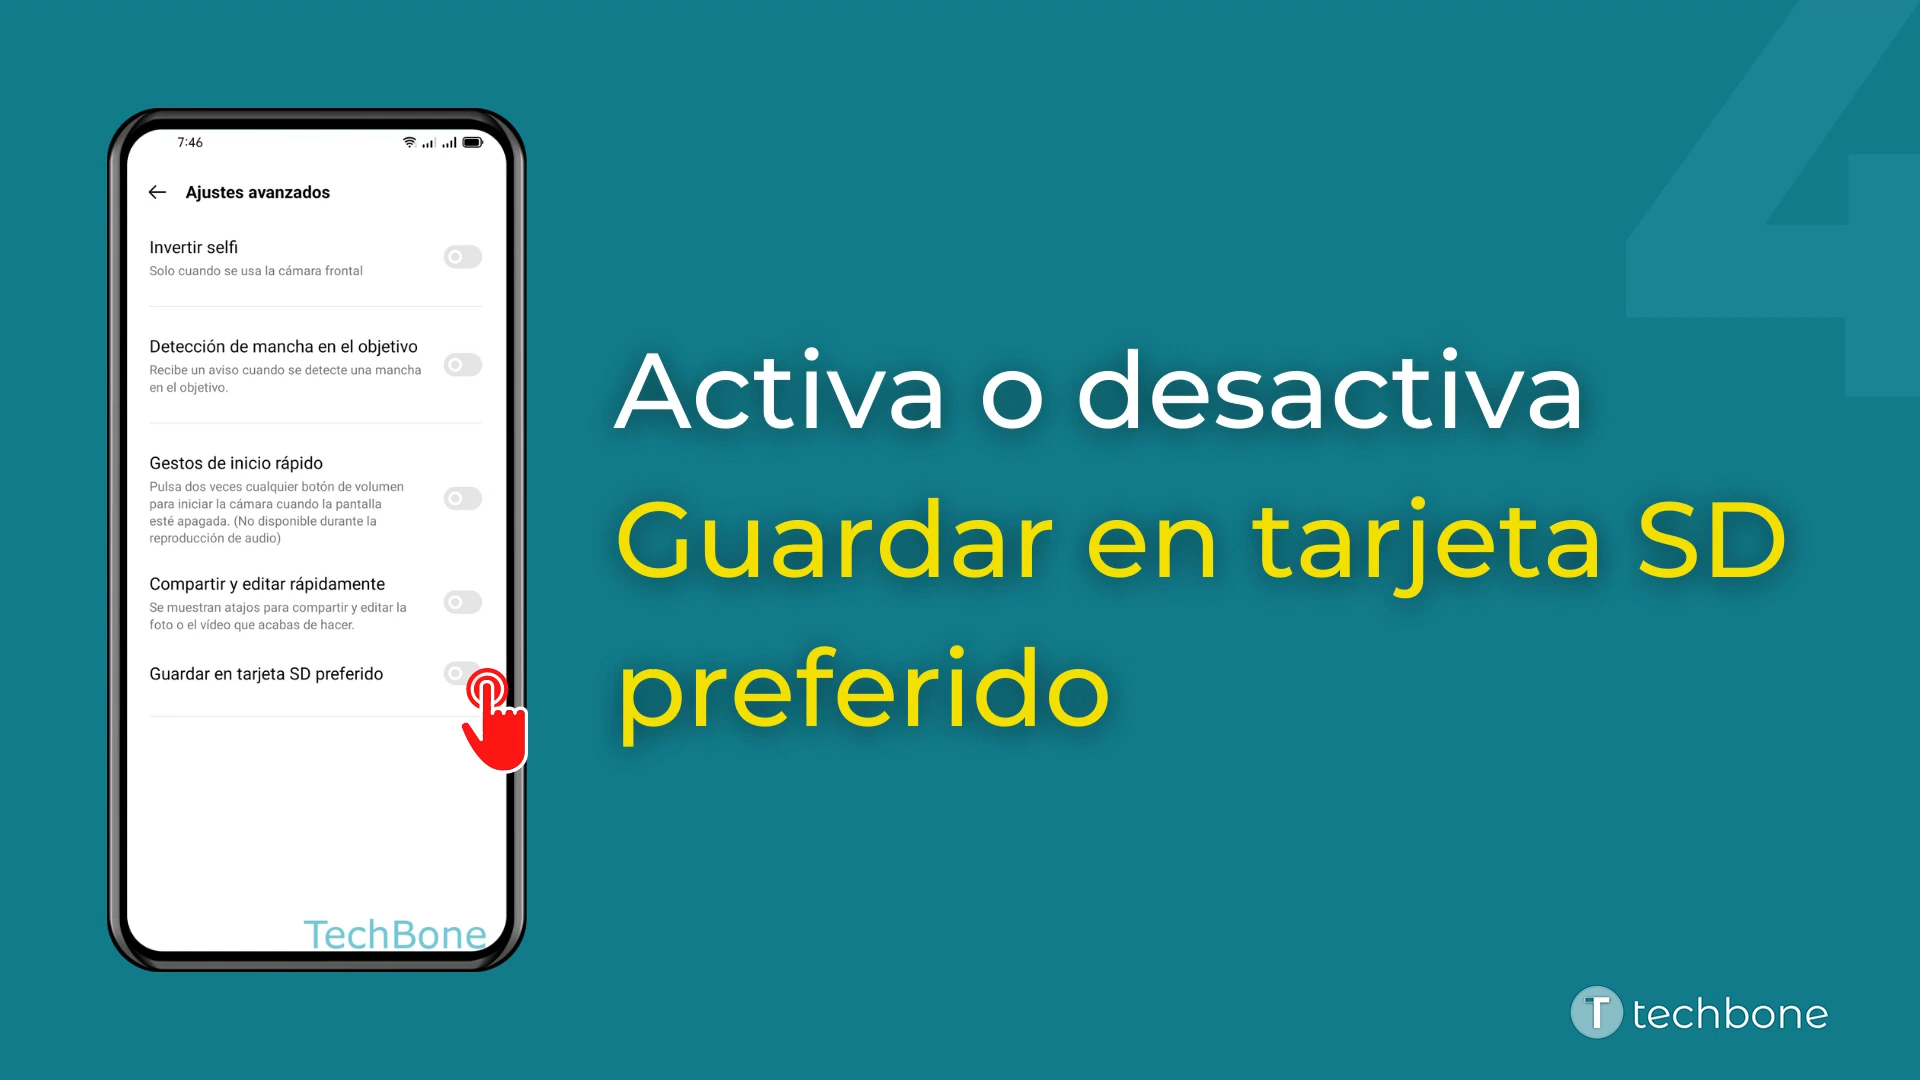 4
7:46
Ajustes avanzados
Invertir selfi
Solo cuando se usa la cámara frontal
Detección de mancha en el objetivo
Recibe un aviso cuando se detecte una mancha
en el objetivo.
Gestos de inicio rápido
Pulsa dos veces cualquier botón de volumen
para iniciar la cámara cuando la pantalla
esté apagada. (No disponible durante la
reproducción de audio)
Compartir y editar rápidamente
Se muestran atajos para compartir y editar la
foto o el vídeo que acabas de hacer.
Guardar en tarjeta SD preferido
TechBone
Activa o desactiva
Guardar en tarjeta SD
preferido
T techbone